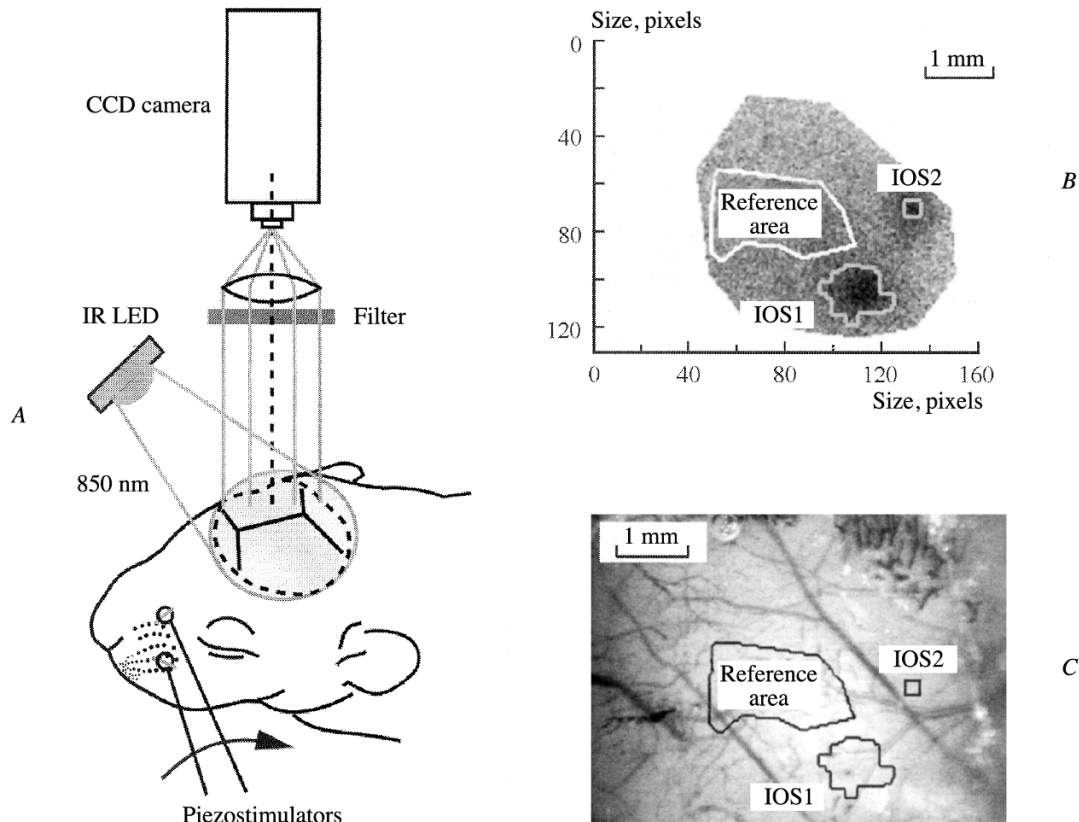 CCD camera
IR LED
Filter
A
850 nm
Piezostimulators
Size, pixels
0
1 mm
40
IOS2
B
Reference
area
80
IOS1
120
0
40
80
120
160
Size, pixels
1 mm
IOS2
Reference
area
C
IOS1